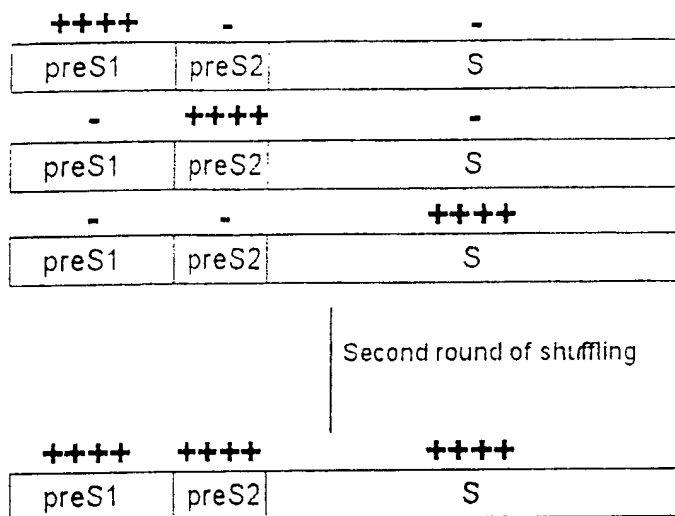 ++++ - -
preS1 preS2 S
- ++++ -
preS1 preS2 S
- - ++++
preS1 preS2 S
Second round of shuffling
++++ ++++ ++++
preS1 preS2 S